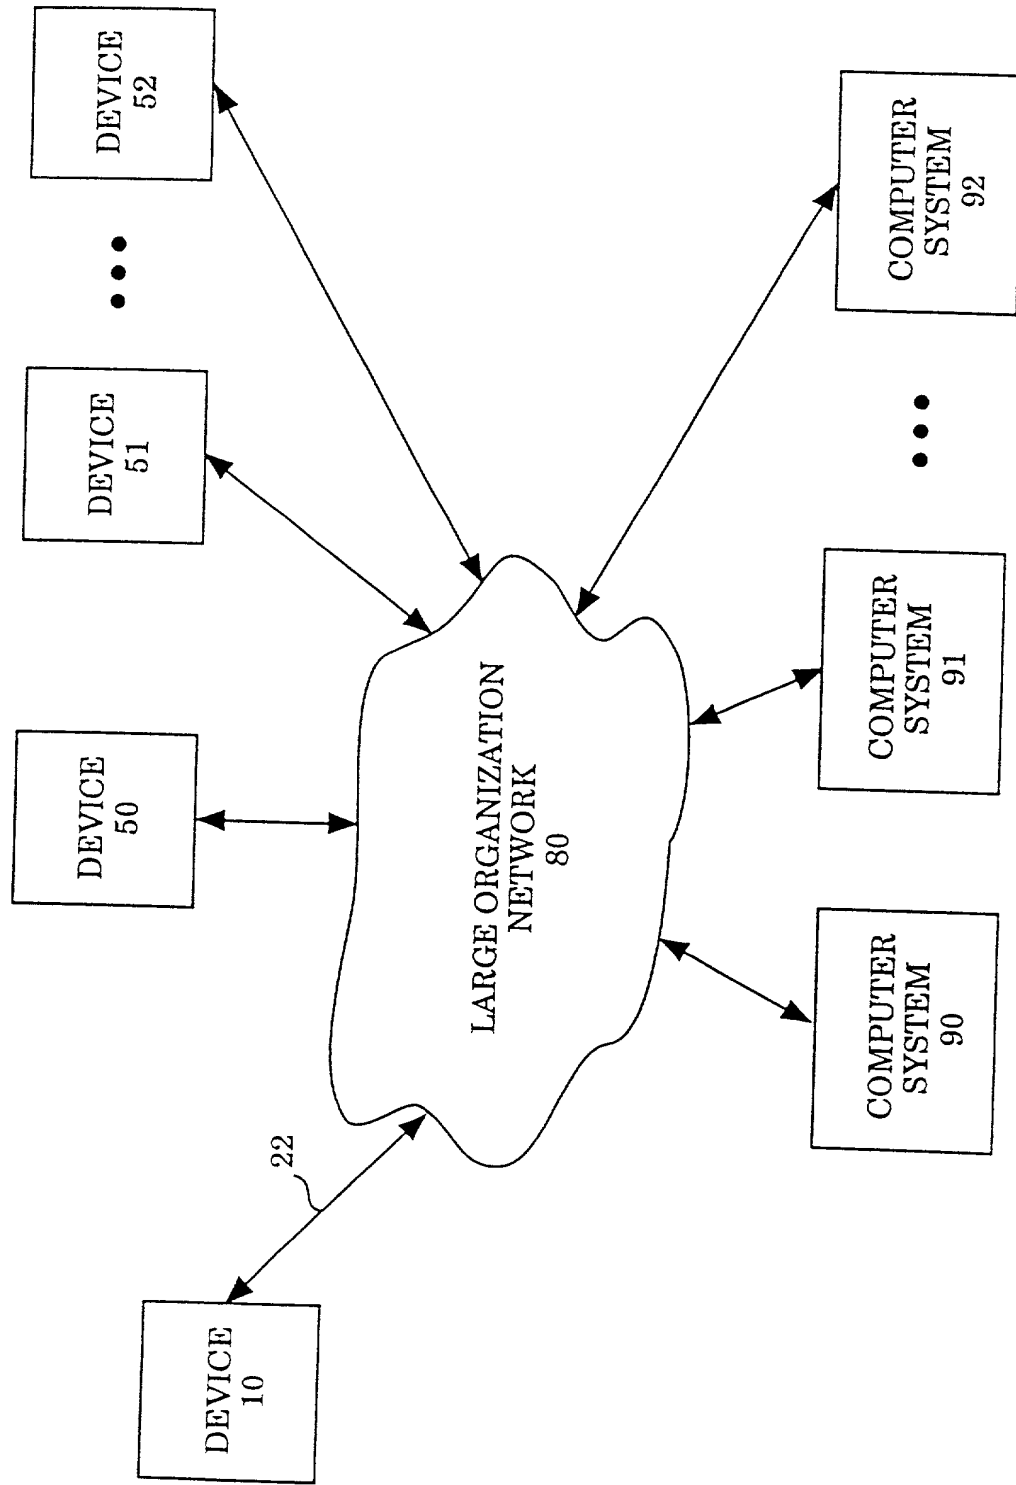 DEVICE
10
22
DEVICE
50
DEVICE
51
DEVICE
52
LARGE ORGANIZATION
NETWORK
80
COMPUTER
SYSTEM
90
COMPUTER
SYSTEM
91
COMPUTER
SYSTEM
92